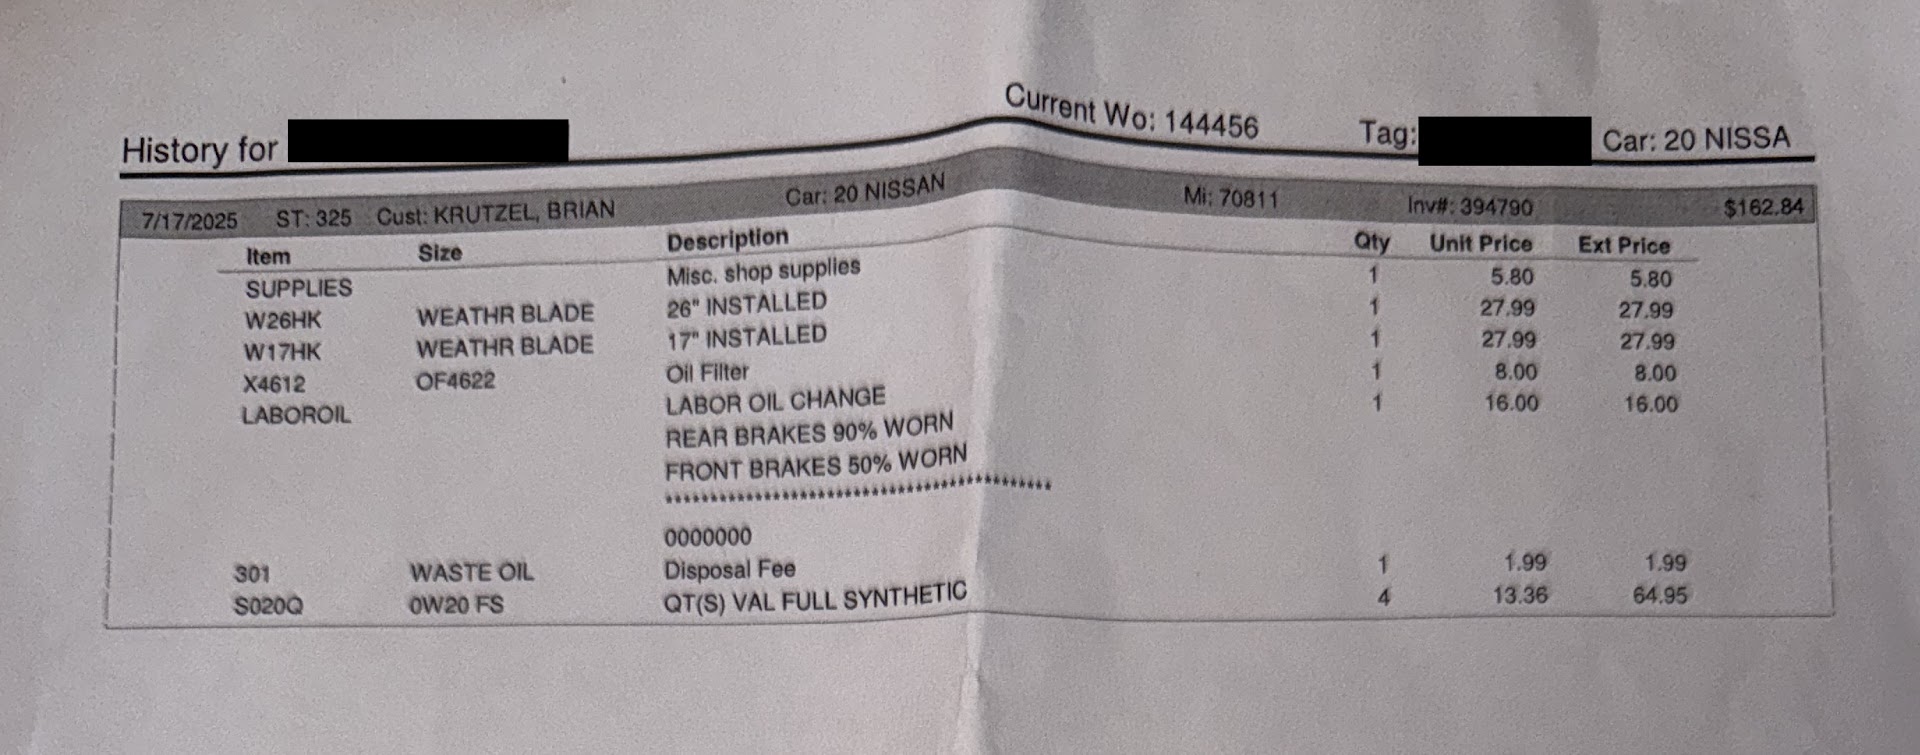 History for Current Wo: 144456 Tag: Car: 20 NISSA
7/17/2025 ST: 325 Cust: KRUTZEL, BRIAN Car: 20 NISSAN Mi: 70811 Inv#: 394790 $162.84
Item Size Description Qty Unit Price Ext Price
SUPPLIES Misc. shop supplies 1 5.80 5.80
W26HK WEATHR BLADE 26" INSTALLED 1 27.99 27.99
W17HK WEATHR BLADE 17" INSTALLED 1 27.99 27.99
X4612 OF4622 Oil Filter 1 8.00 8.00
LABOROIL LABOR OIL CHANGE 1 16.00 16.00
REAR BRAKES 90% WORN
FRONT BRAKES 50% WORN
*******************************************
0000000
301 WASTE OIL Disposal Fee 1 1.99 1.99
S020Q 0W20 FS QT(S) VAL FULL SYNTHETIC 4 13.36 64.95